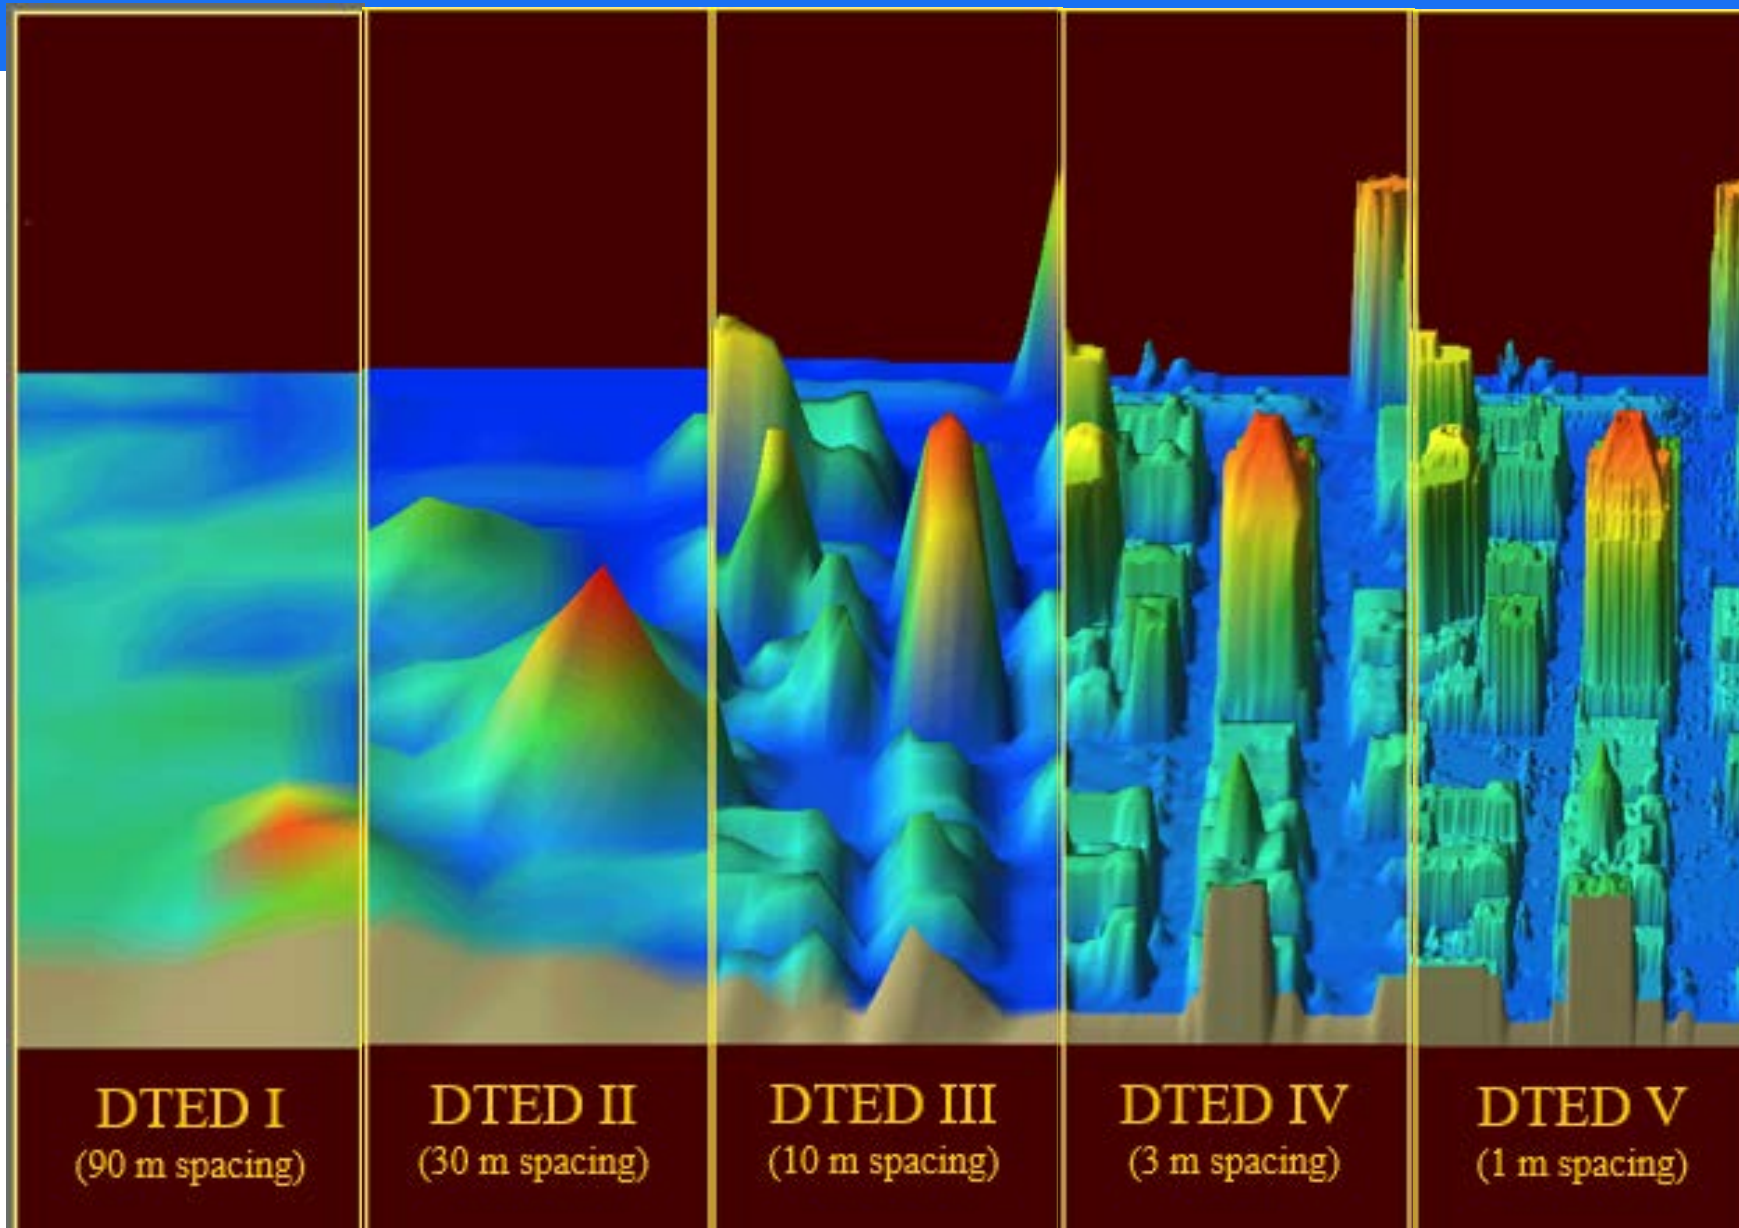 DTED I
(90 m spacing)
DTED II
(30 m spacing)
DTED III
(10 m spacing)
DTED IV
(3 m spacing)
DTED V
(1 m spacing)